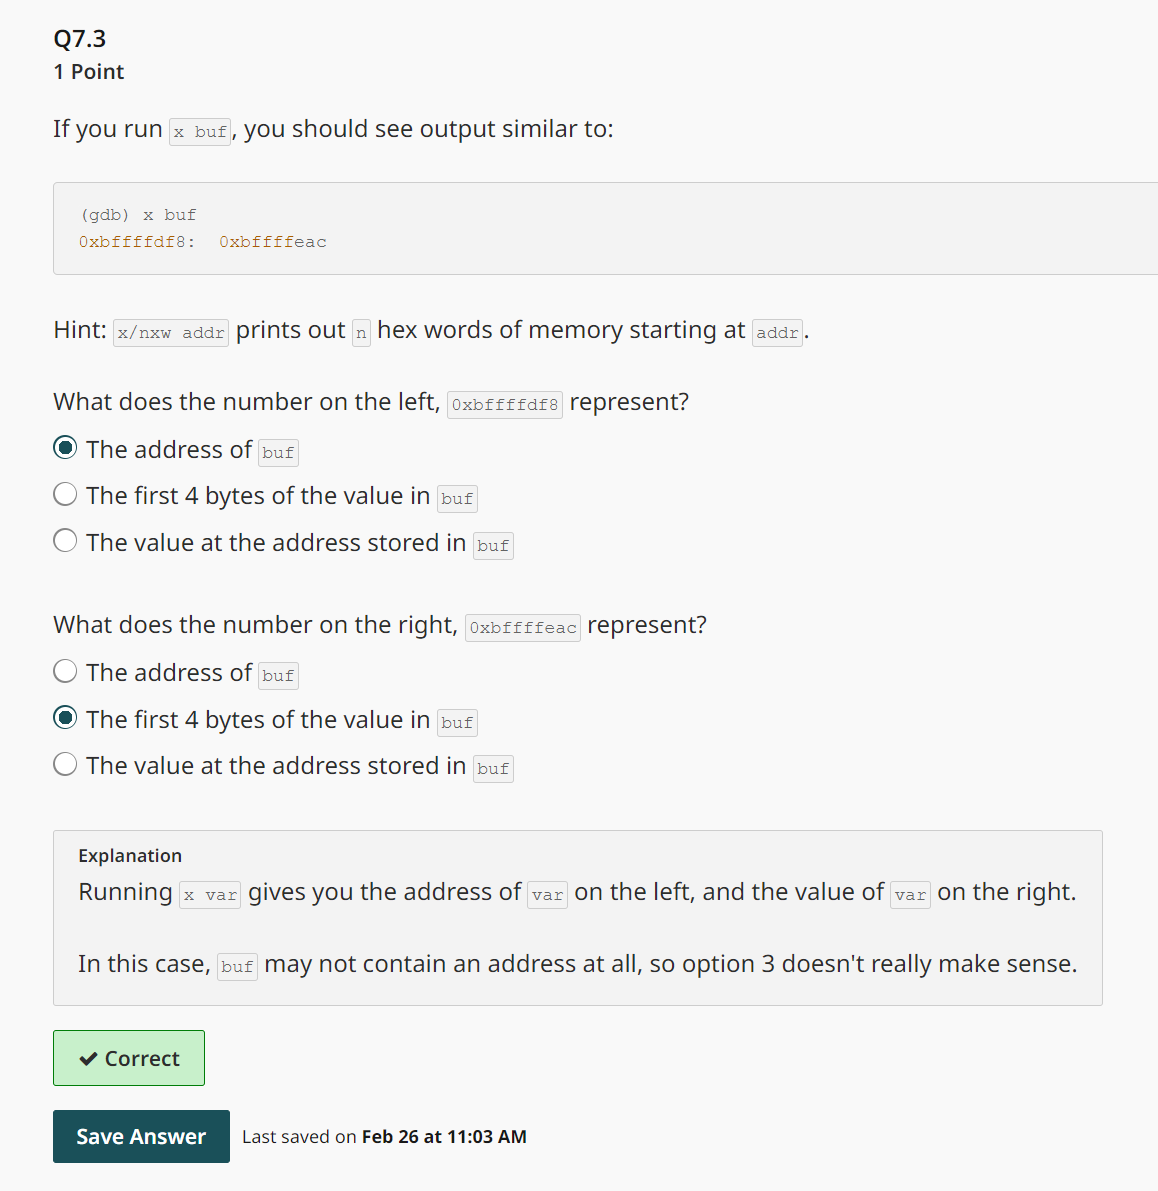 Q7.3
1 Point
If you run x buf, you should see output similar to:
(gdb) x buf
0xbffffdf8: 0xbffffeac
Hint: x/nxw addr prints out n hex words of memory starting at addr.
What does the number on the left, 0xbffffdf8 represent?
The address of buf
The first 4 bytes of the value in buf
The value at the address stored in buf
What does the number on the right, 0xbffffeac represent?
The address of buf
The first 4 bytes of the value in buf
The value at the address stored in buf
Explanation
Running x var gives you the address of var on the left, and the value of var on the right.
In this case, buf may not contain an address at all, so option 3 doesn't really make sense.
✔ Correct
Save Answer Last saved on Feb 26 at 11:03 AM